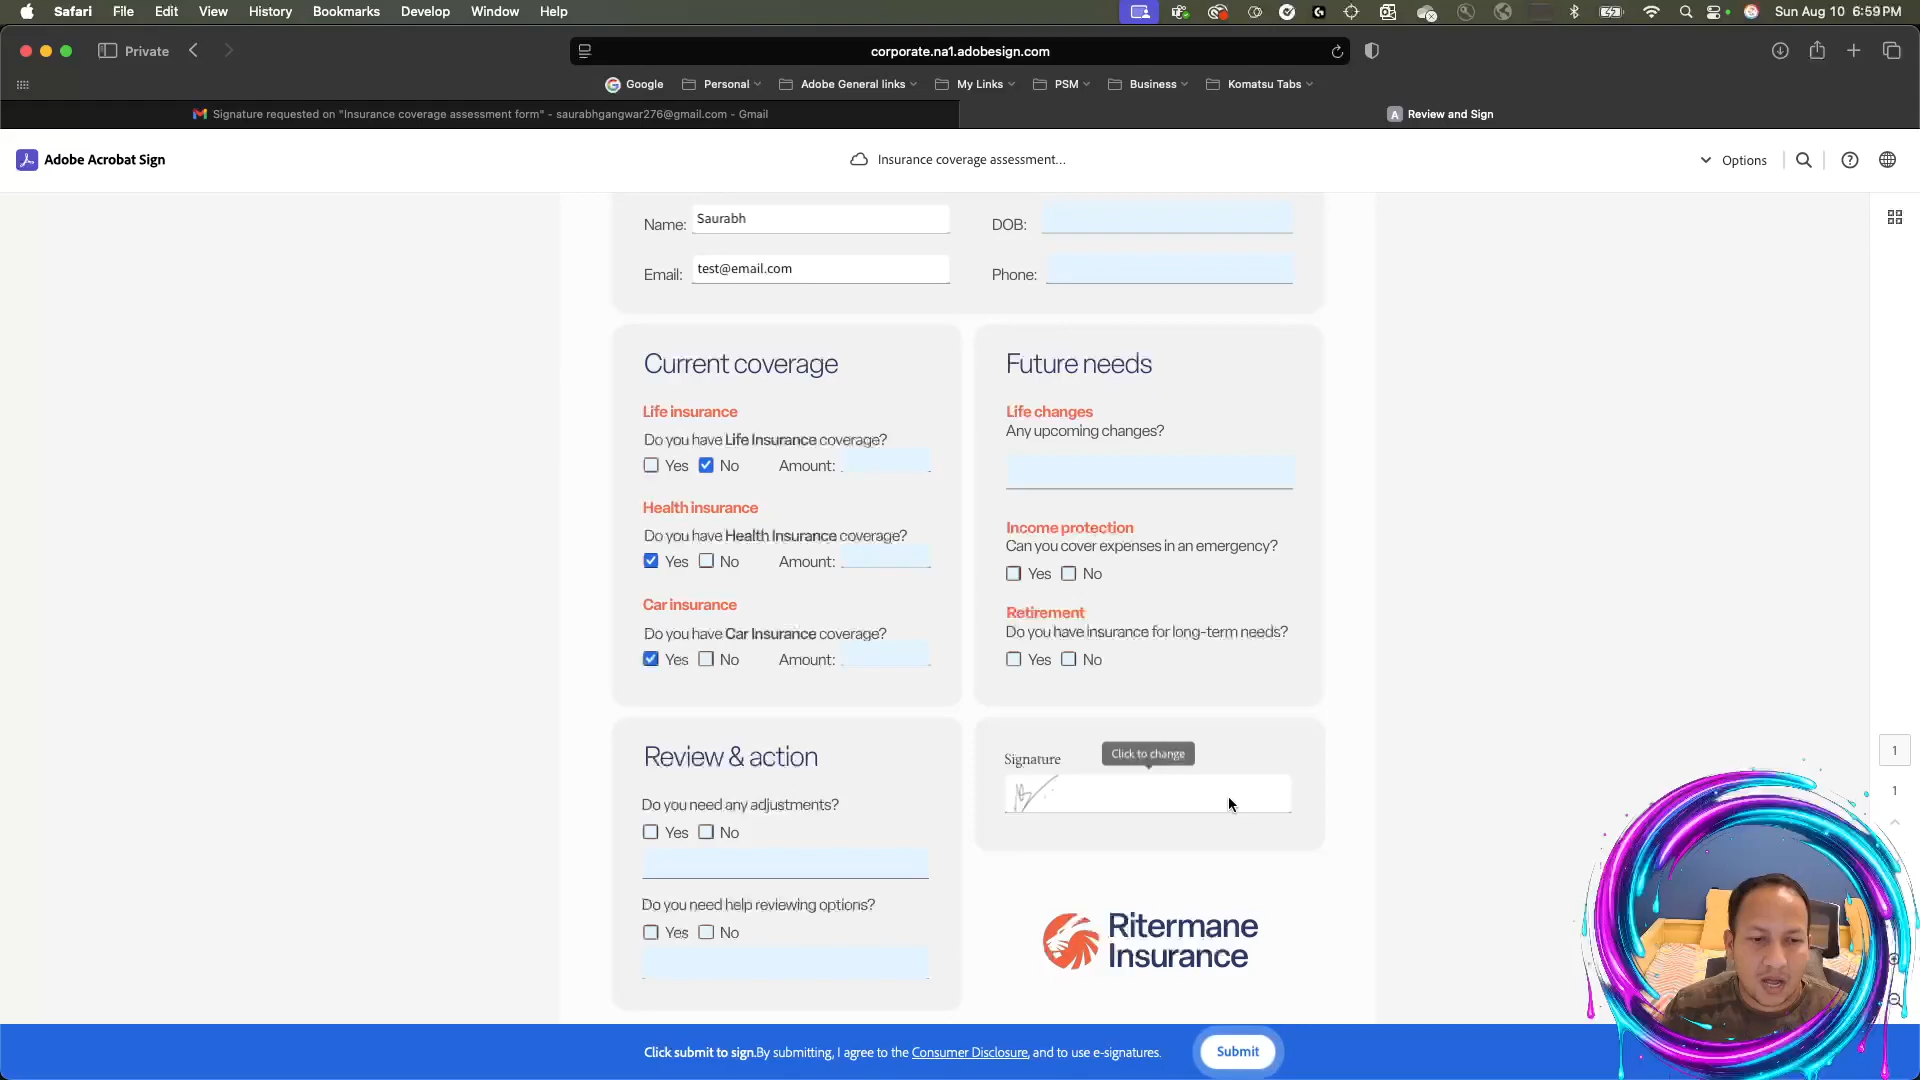 Safari File Edit View History Bookmarks Develop Window Help Sun Aug 10 6:59 PM
Private corporate.na1.adobesign.com
Google Personal Adobe General links My Links PSM Business Komatsu Tabs
Signature requested on "Insurance coverage assessment form" - saurabhgangwar276@gmail.com - Gmail
Review and Sign
Adobe Acrobat Sign Insurance coverage assessment... Options
Name: Saurabh DOB:
Email: test@email.com Phone:
Current coverage
Life insurance
Do you have Life Insurance coverage?
Yes No Amount:
Health insurance
Do you have Health Insurance coverage?
Yes No Amount:
Car insurance
Do you have Car Insurance coverage?
Yes No Amount:
Future needs
Life changes
Any upcoming changes?
Income protection
Can you cover expenses in an emergency?
Yes No
Retirement
Do you have insurance for long-term needs?
Yes No
Review & action
Do you need any adjustments?
Yes No
Do you need help reviewing options?
Yes No
Signature
Click to change
Ritermane
Insurance
1
1
Click submit to sign.By submitting, I agree to the Consumer Disclosure, and to use e-signatures. Submit